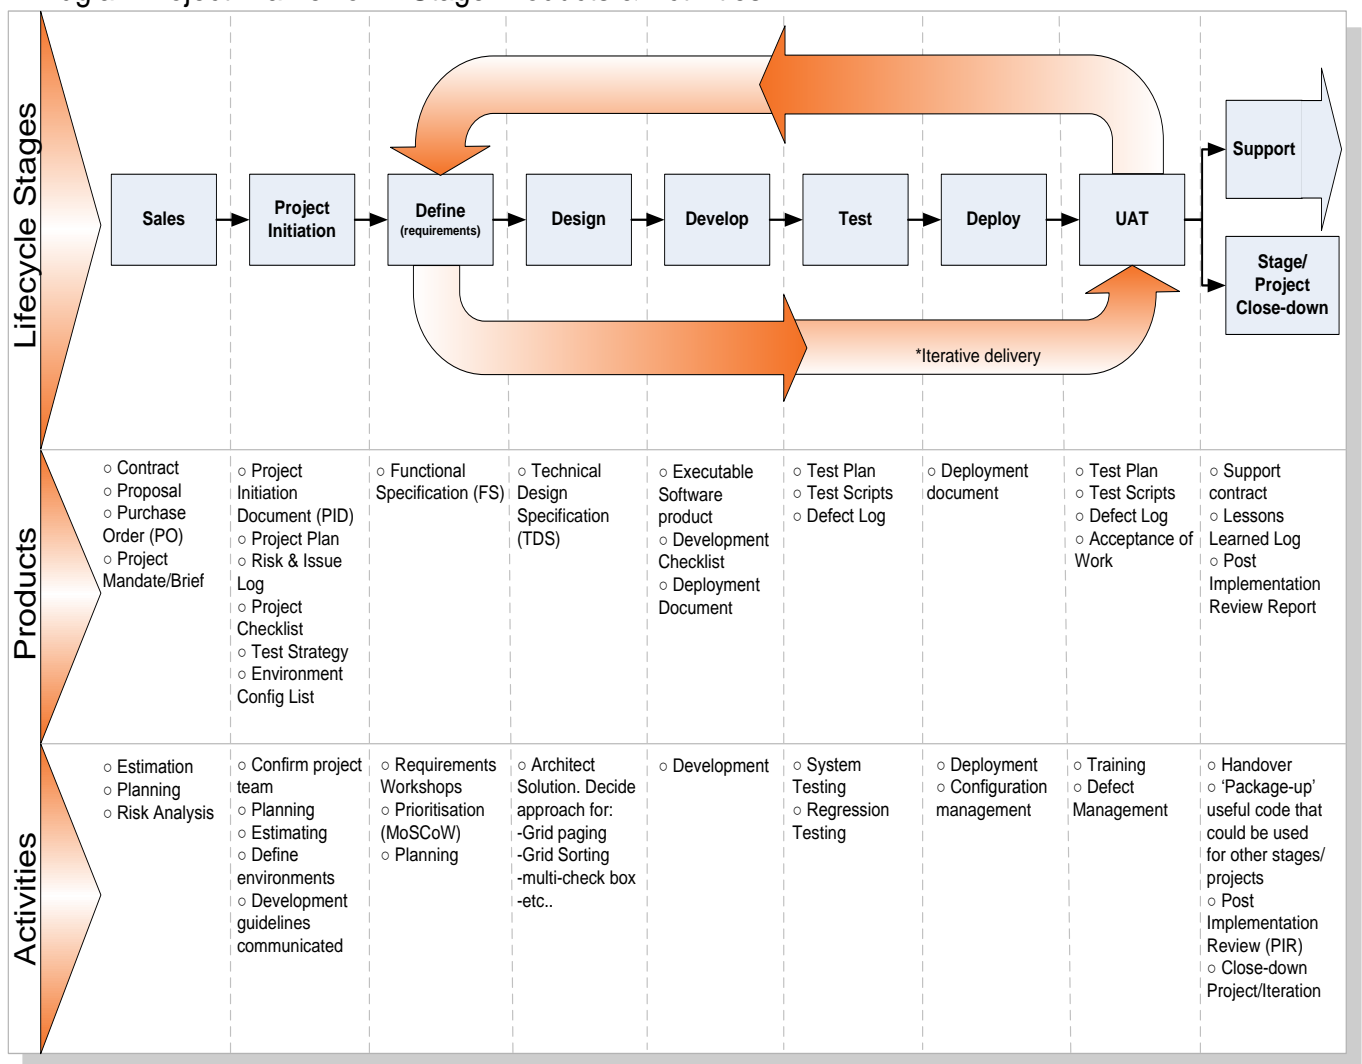 Project Stage Products & Activities
Lifecycle Stages
Sales
Project
Initiation
Define
(requirements)
Design
Develop
Test
Deploy
UAT
Support
Stage/
Project
Close-down
*Iterative delivery
Products
○ Contract
○ Proposal
○ Purchase
Order (PO)
○ Project
Mandate/Brief
○ Project
Initiation
Document (PID)
○ Project Plan
○ Risk & Issue
Log
○ Project
Checklist
○ Test Strategy
○ Environment
Config List
○ Functional
Specification (FS)
○ Technical
Design
Specification
(TDS)
○ Executable
Software
product
○ Development
Checklist
○ Deployment
Document
○ Test Plan
○ Test Scripts
○ Defect Log
○ Deployment
document
○ Test Plan
○ Test Scripts
○ Defect Log
○ Acceptance of
Work
○ Support
contract
○ Lessons
Learned Log
○ Post
Implementation
Review Report
Activities
○ Estimation
○ Planning
○ Risk Analysis
○ Confirm project
team
○ Planning
○ Estimating
○ Define
environments
○ Development
guidelines
communicated
○ Requirements
Workshops
○ Prioritisation
(MoSCoW)
○ Planning
○ Architect
Solution. Decide
approach for:
-Grid paging
-Grid Sorting
-multi-check box
-etc..
○ Development
○ System
Testing
○ Regression
Testing
○ Deployment
○ Configuration
management
○ Training
○ Defect
Management
○ Handover
○ ‘Package-up’
useful code that
could be used
for other stages/
projects
○ Post
Implementation
Review (PIR)
○ Close-down
Project/Iteration